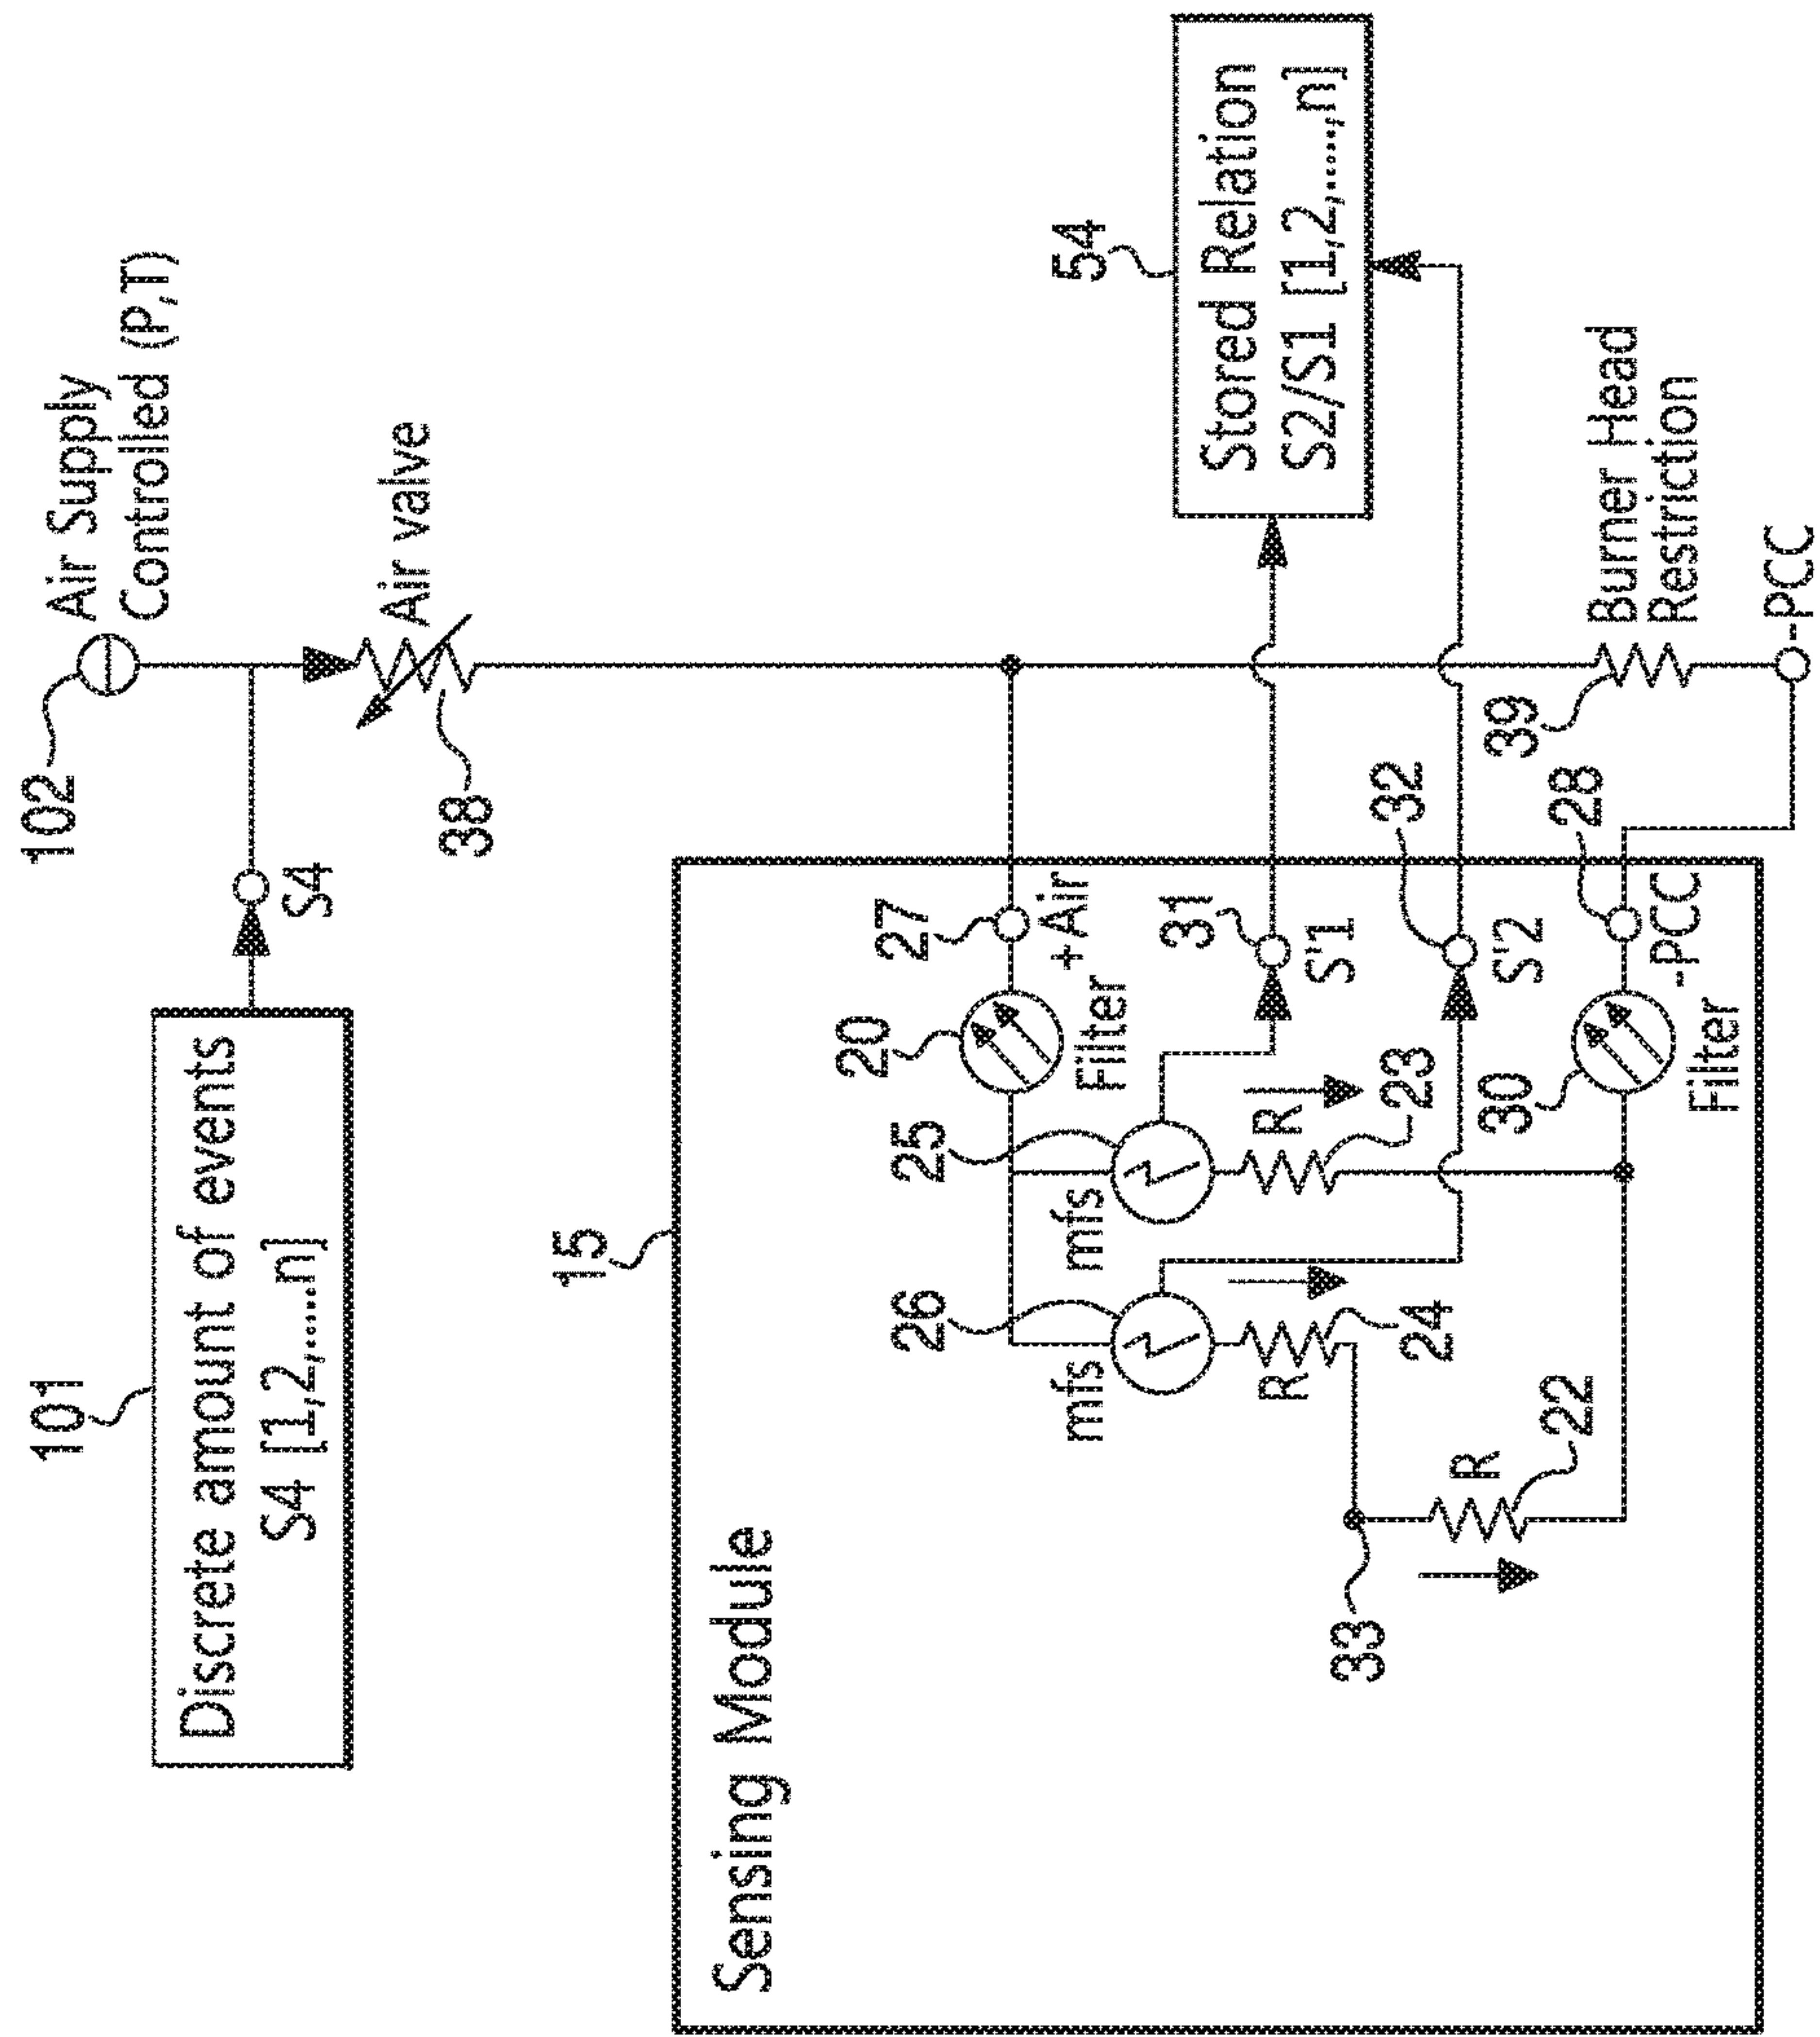 101
Discrete amount of events
S4 [1,2,.....n]
S4
102
Air Supply
Controlled (P,T)
38
Air valve
15
Sensing Module
20
27
+Air
Filter
25
mfs
26
mfs
31
S'1
R
23
R
24
32
S'2
33
R
22
30
28
-PCC
Filter
54
Stored Relation
S2/S1 [1,2,.....,n]
39
Burner Head
Restriction
-PCC